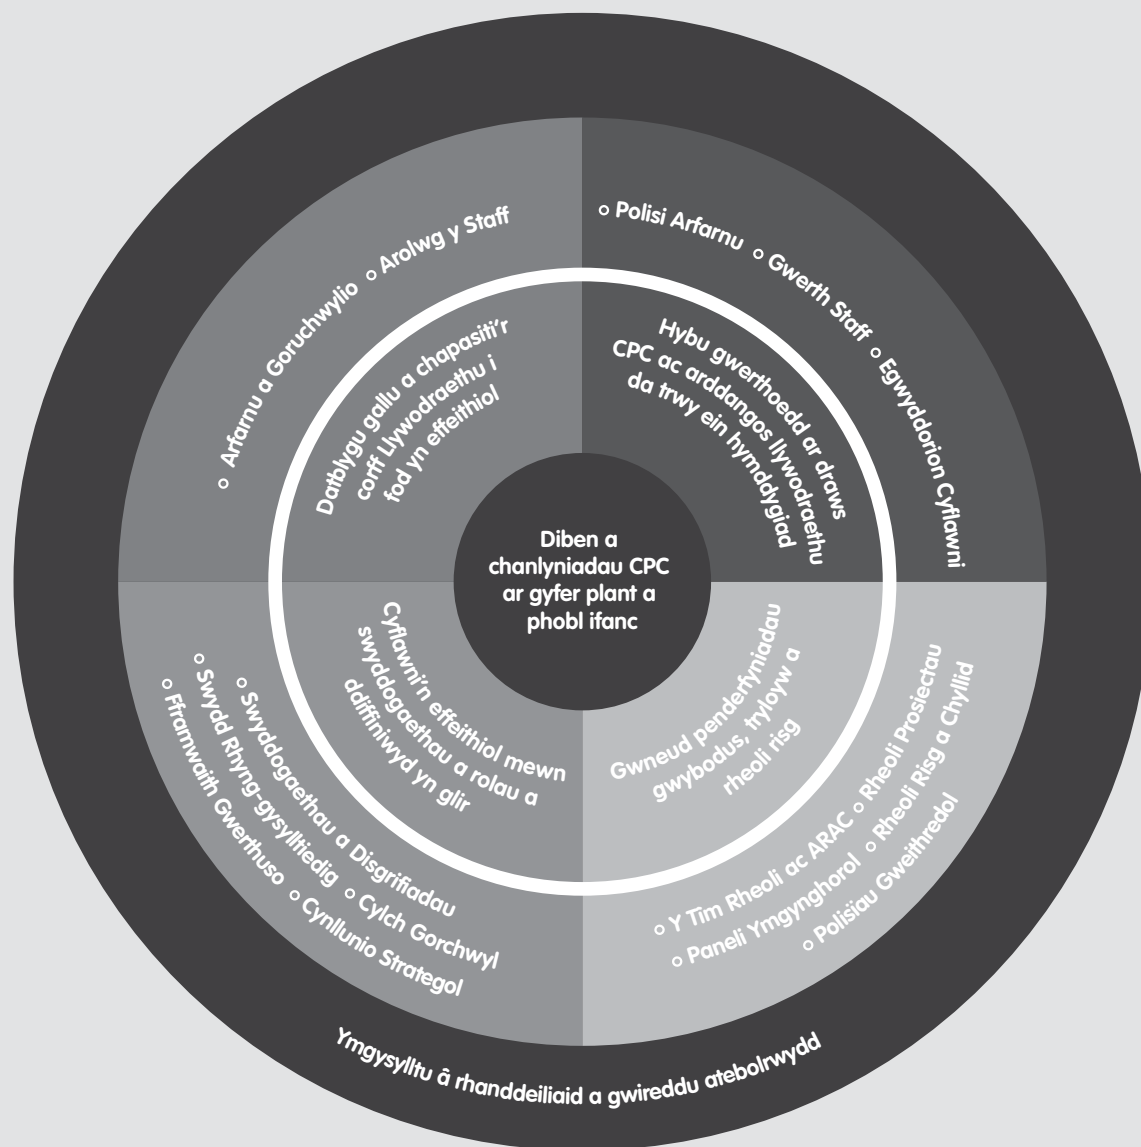 Diben a
chanlyniadau CPC
ar gyfer plant a
phobl ifanc
Datblygu gallu a chapasiti'r
corff Llywodraethu i
fod yn effeithiol
Arfarnu a Goruchwylio
Arolwg y Staff
Hybu gwerthoedd ar draws
CPC ac arddangos llywodraethu
da trwy ein hymddygiad
Polisi Arfarnu
Gwerth Staff
Egwyddorion Cyflawni
Gwneud penderfyniadau
gwybodus, tryloyw a
rheoli risg
Y Tîm Rheoli ac ARAC
Rheoli Prosiectau
Paneli Ymgynghorol
Rheoli Risg a Chyllid
Polisiau Gweithredol
Cyflawni'n effeithiol mewn
swyddogaethau a rolau a
ddiffiniwyd yn glir
Swyddogaethau a Disgrifiadau
Swydd Rhyng-gysylltiedig
Cylch Gorchwyl
Fframwaith Gwerthuso
Cynllunio Strategol
Ymgysylltu â rhanddeiliaid a gwireddu atebolrwydd